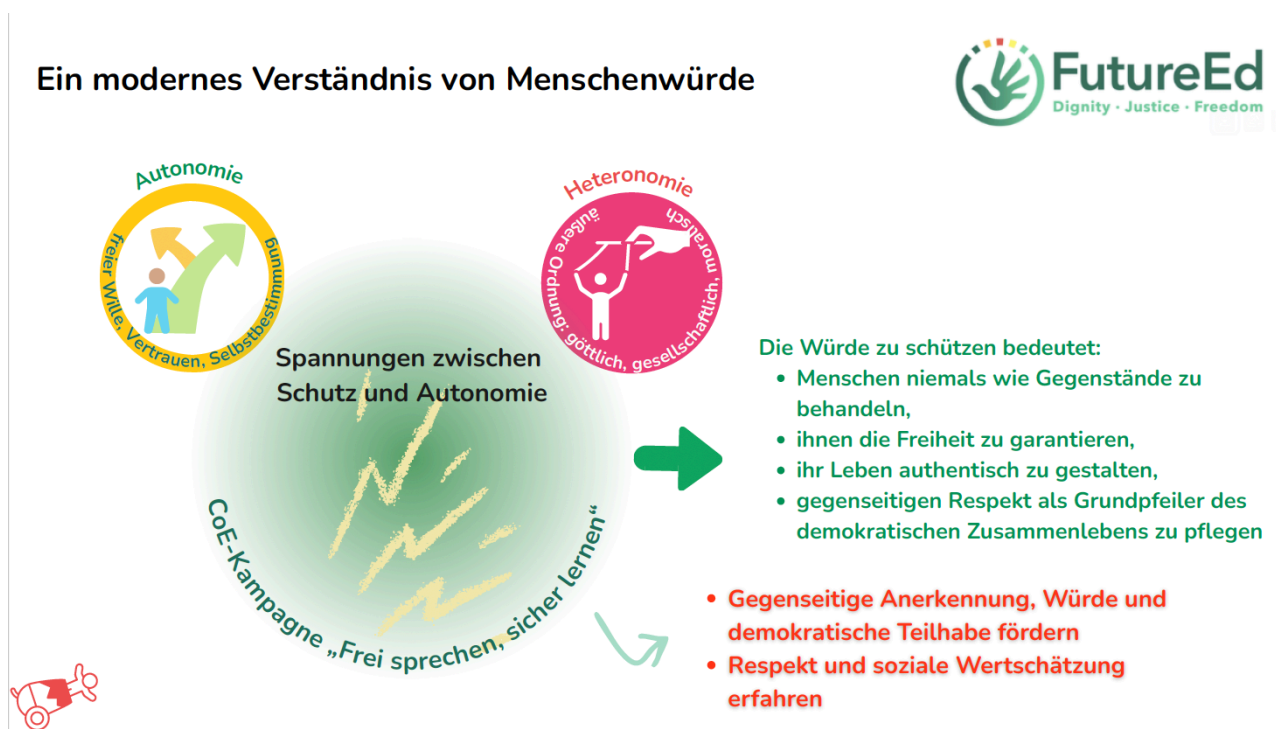 Ein modernes Verständnis von Menschenwürde
FutureEd
Dignity · Justice · Freedom
Autonomie
freier Wille, Vertrauen, Selbstbestimmung
Heteronomie
äußere Ordnung: göttlich, gesellschaftlich, moralisch
Spannungen zwischen
Schutz und Autonomie
CoE-Kampagne „Frei sprechen, sicher lernen“
Die Würde zu schützen bedeutet:
• Menschen niemals wie Gegenstände zu
behandeln,
• ihnen die Freiheit zu garantieren,
• ihr Leben authentisch zu gestalten,
• gegenseitigen Respekt als Grundpfeiler des
demokratischen Zusammenlebens zu pflegen
• Gegenseitige Anerkennung, Würde und
demokratische Teilhabe fördern
• Respekt und soziale Wertschätzung
erfahren